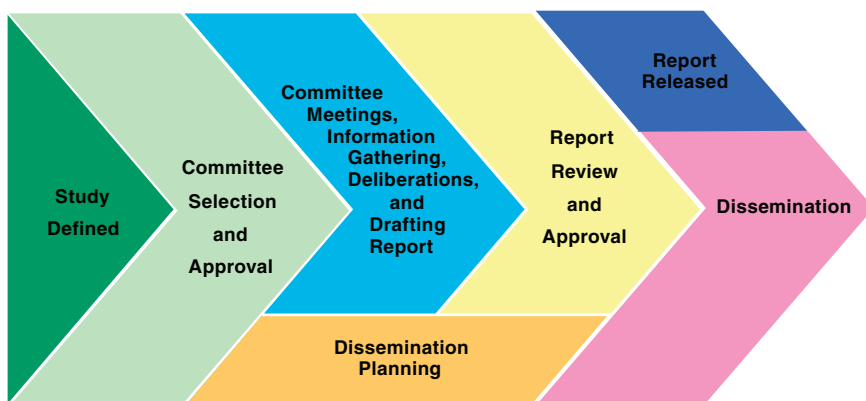 Study
Defined
Committee
Selection
and
Approval
Committee
Meetings,
Information
Gathering,
Deliberations,
and
Drafting
Report
Report
Review
and
Approval
Report
Released
Dissemination
Dissemination
Planning